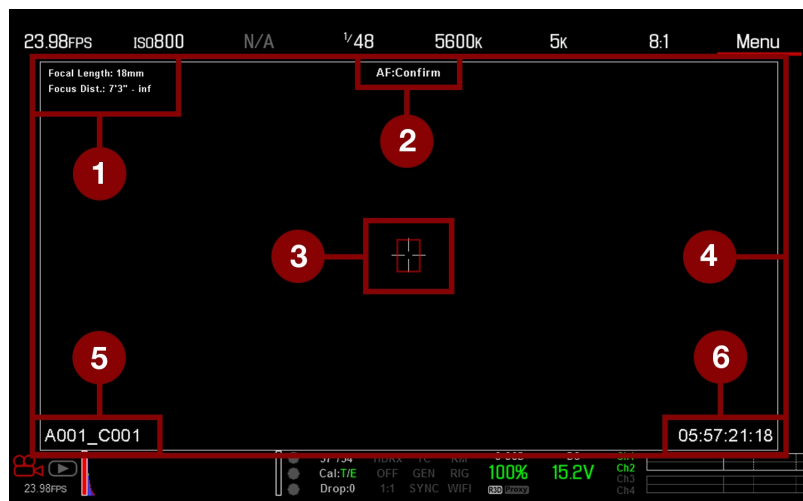 23.98FPS ISO800 N/A 1/48 5600K 5K 8:1 Menu
Focal Length: 18mm
Focus Dist.: 7'3" - inf
AF:Confirm
1
2
3
4
5
6
A001_C001
05:57:21:18
Ch2
Cal:T/E OFF GEN RIG 100% 15.2V
Ch3
23.98FPS Drop:0 1:1 SYNC WIFI R3D Proxy
Ch4